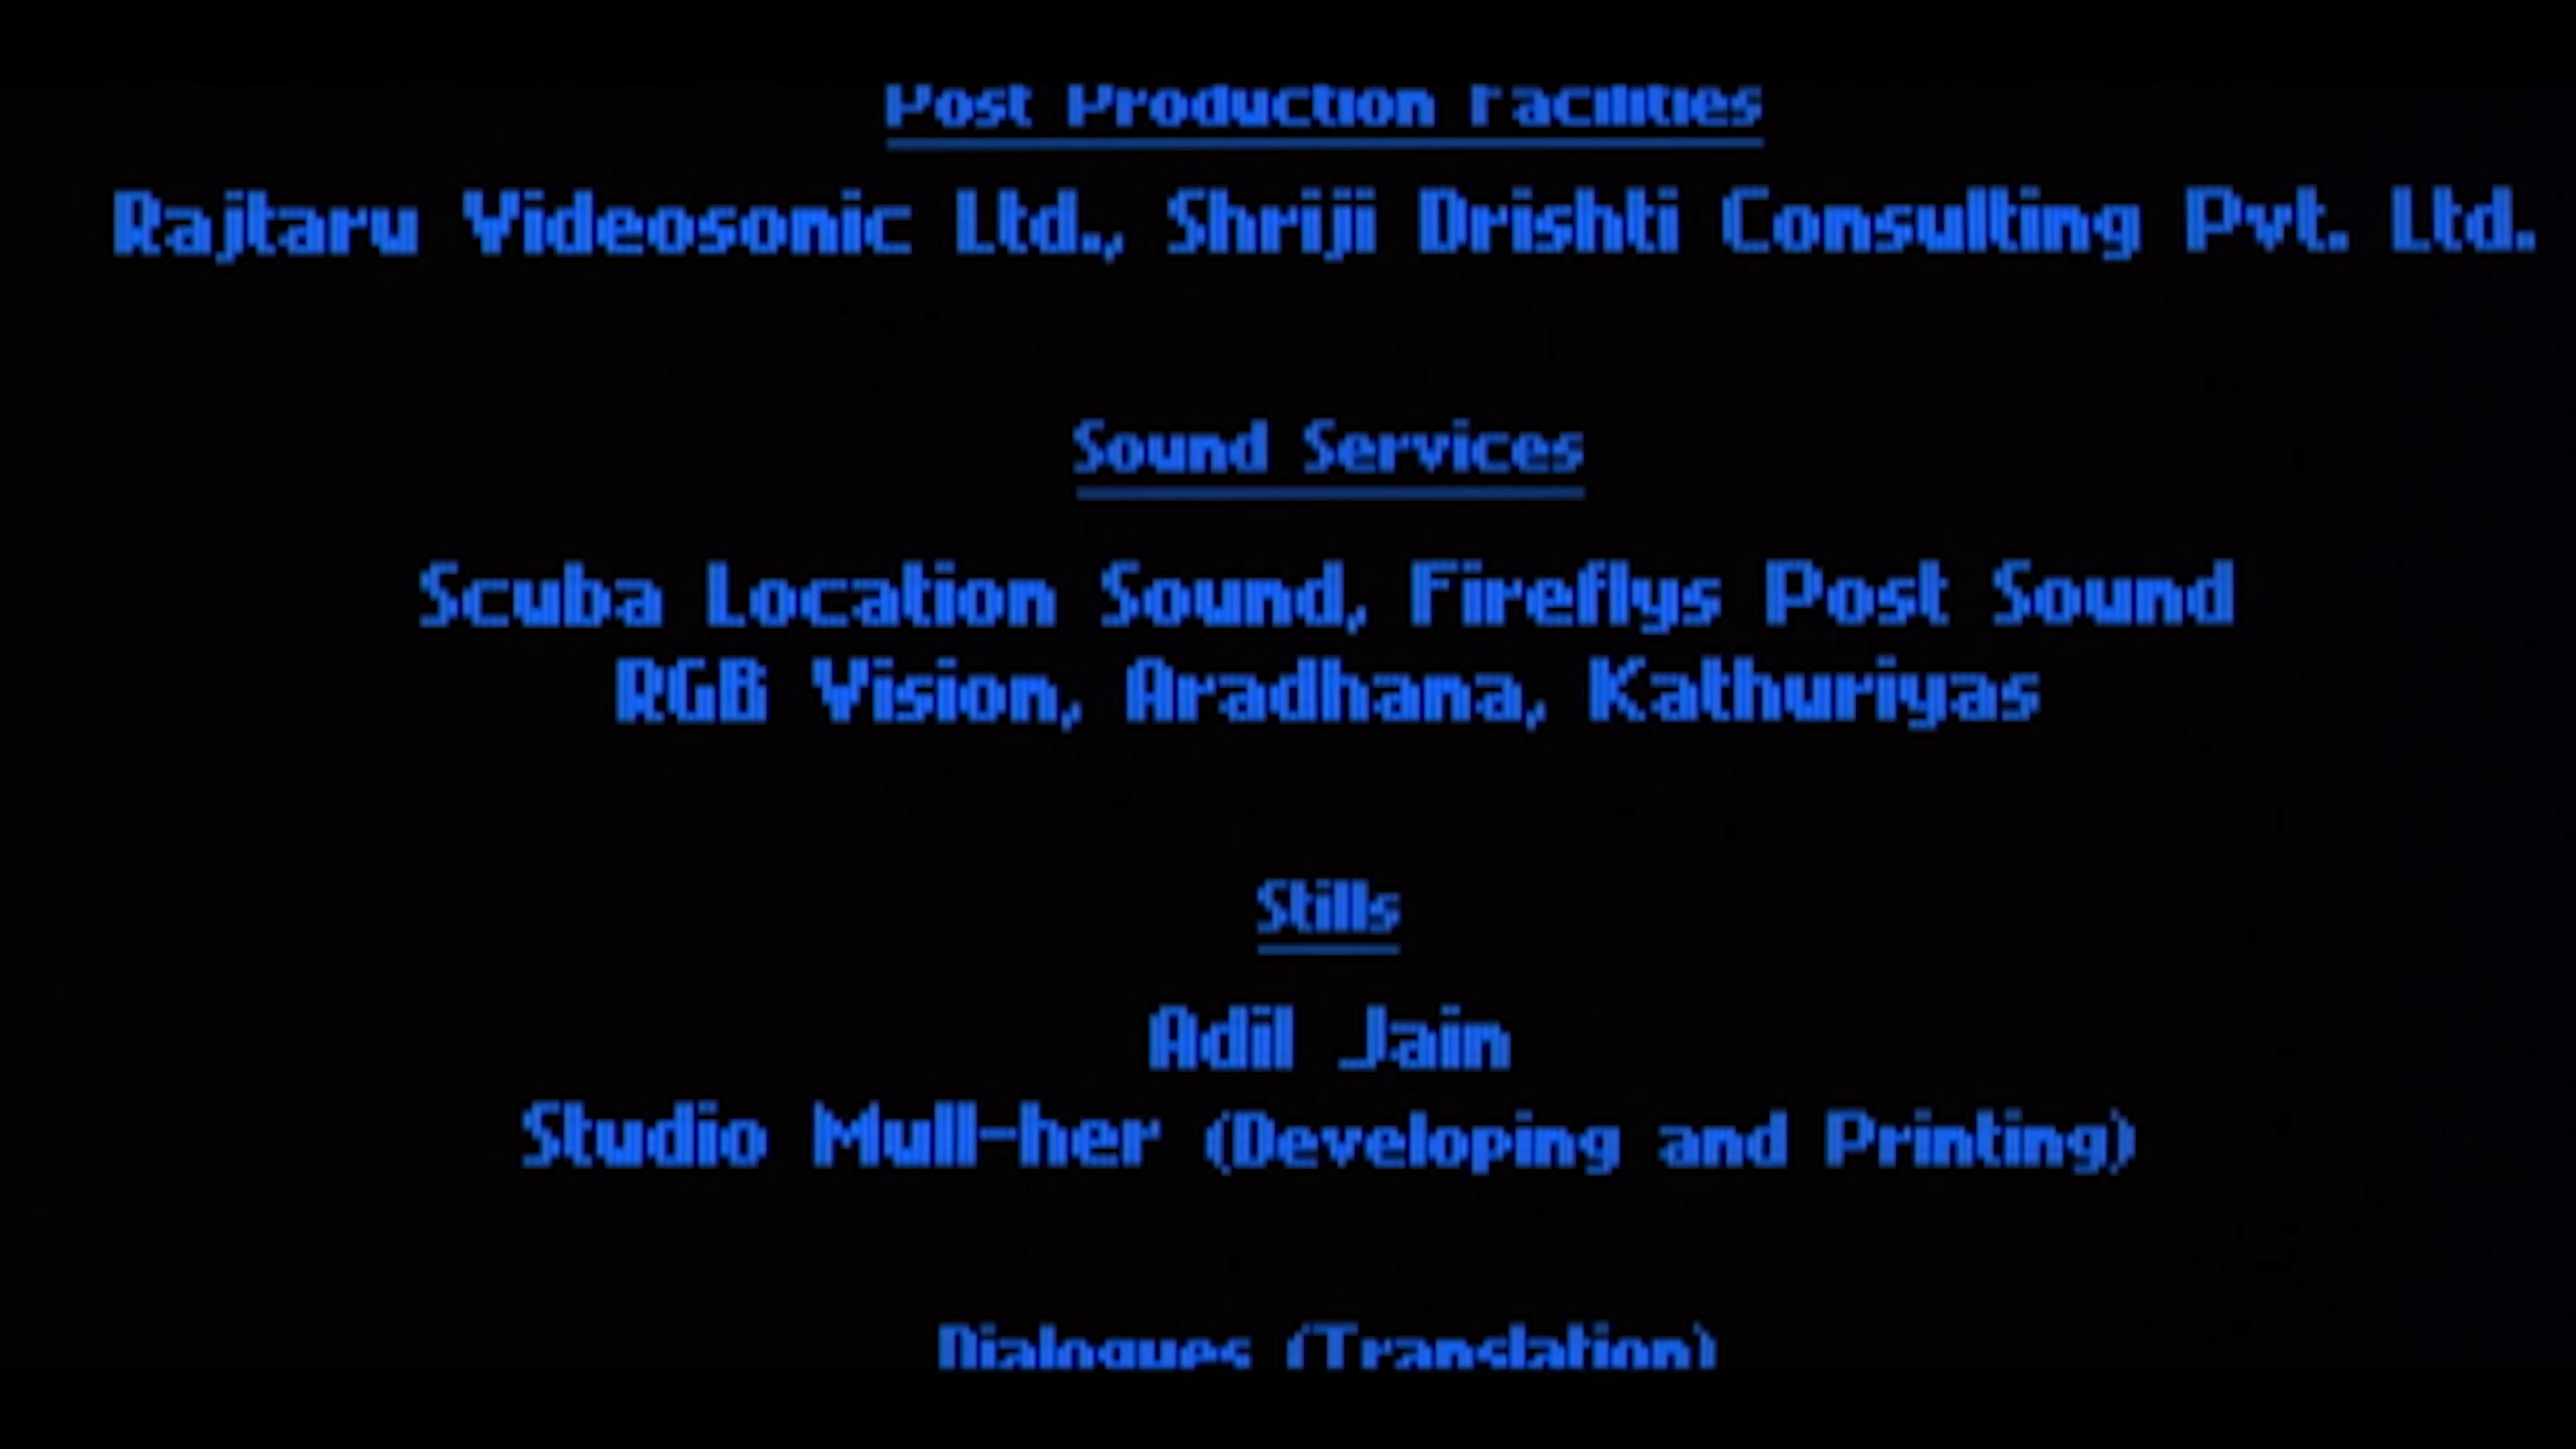 Post Production Facilities
Rajtaru Videosonic Ltd., Shriji Drishti Consulting Pvt. Ltd.
Sound Services
Scuba Location Sound, Fireflys Post Sound
RGB Vision, Aradhana, Kathuriyas
Stills
Adil Jain
Studio Mull-her (Developing and Printing)
Dialogues (Translation)